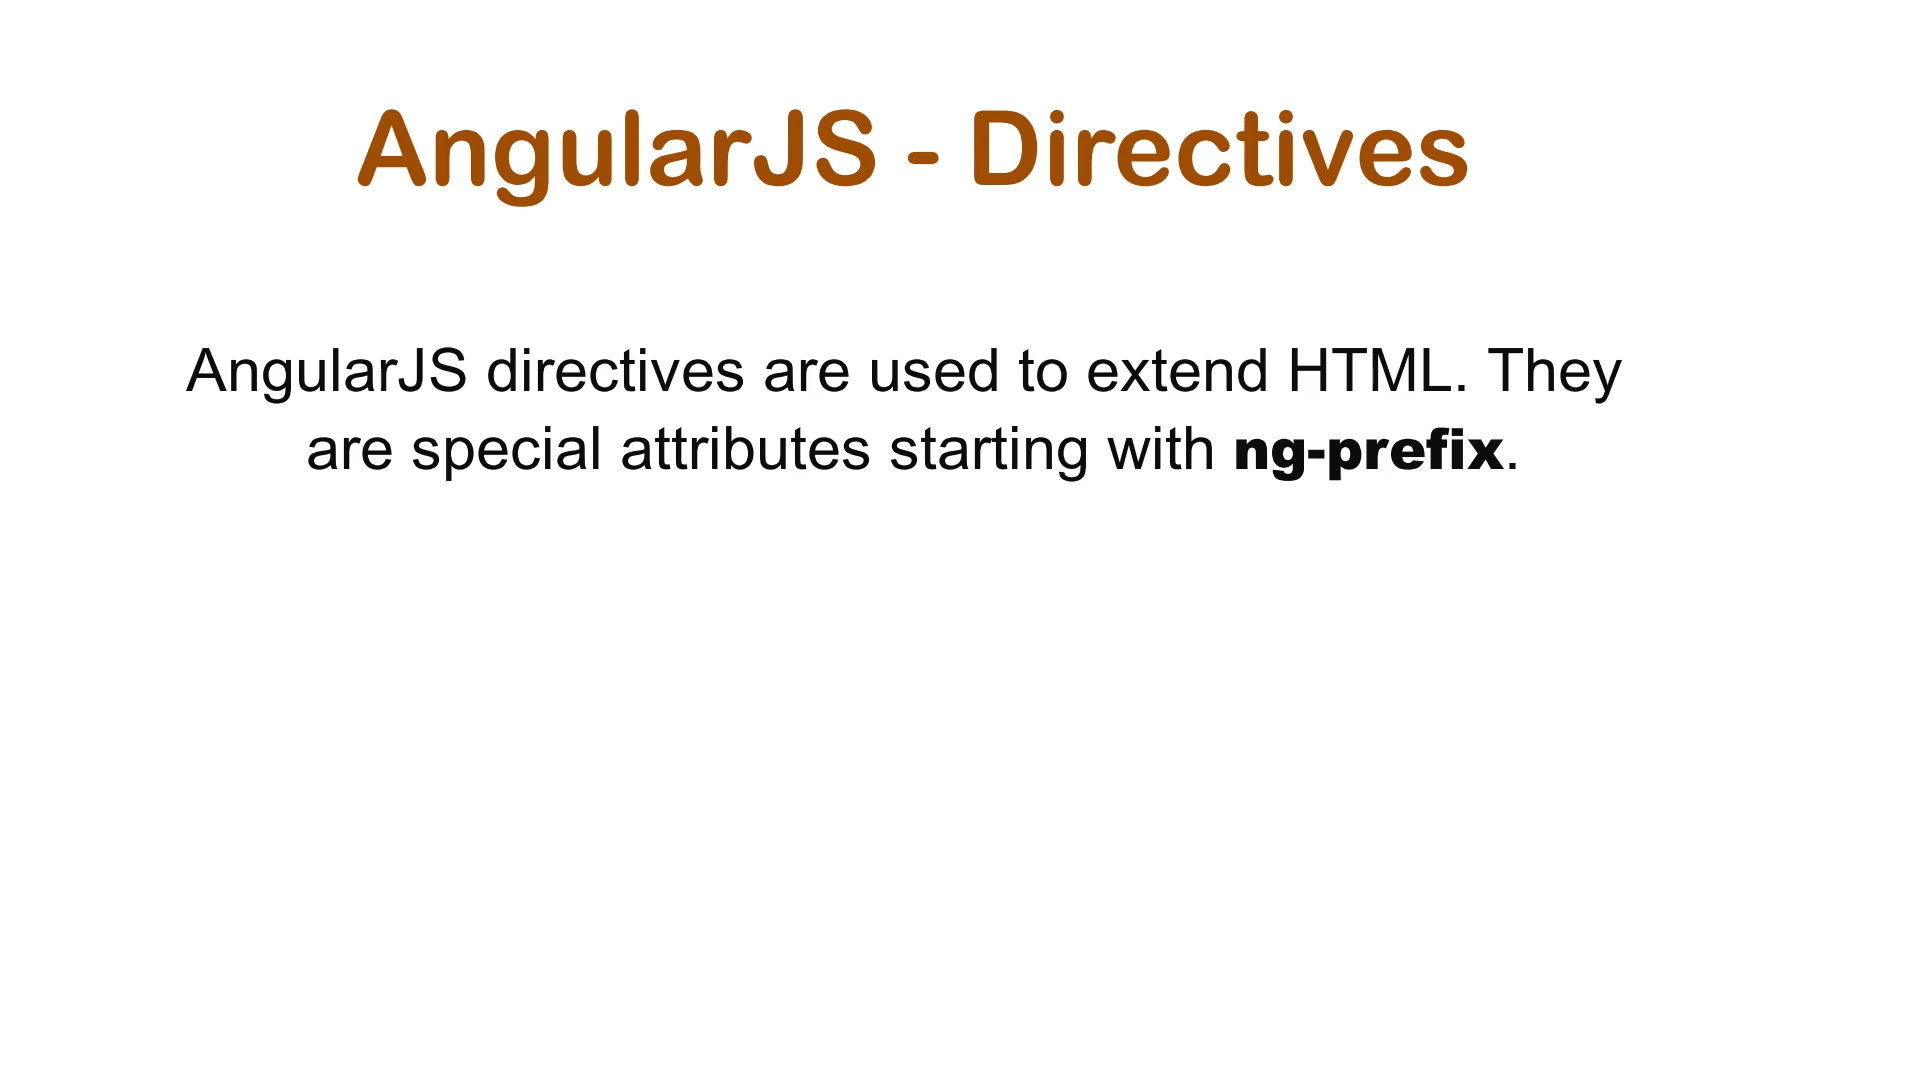 AngularJS - Directives
AngularJS directives are used to extend HTML. They
are special attributes starting with ng-prefix.